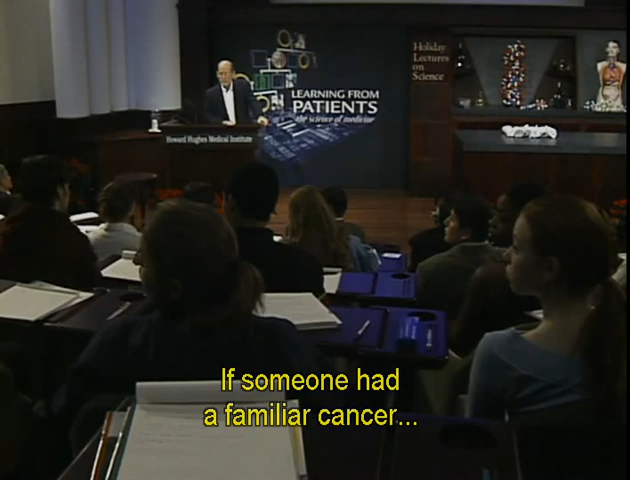 Holiday
Lectures
on
Science
LEARNING FROM
PATIENTS
the science of medicine
Howard Hughes Medical Institute
If someone had
a familiar cancer...